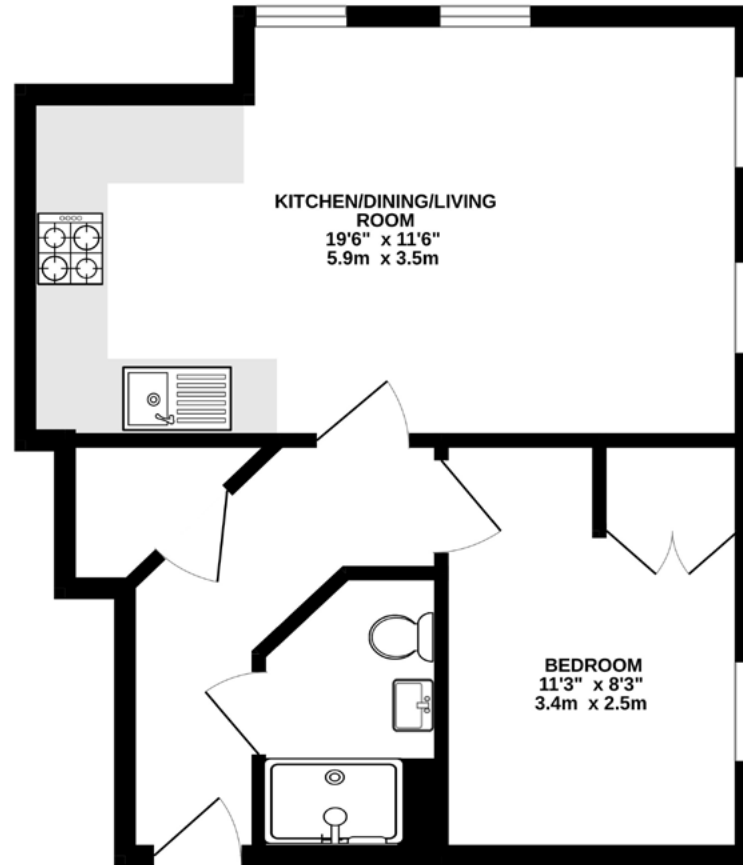 KITCHEN/DINING/LIVING
ROOM
19'6" x 11'6"
5.9m x 3.5m
BEDROOM
11'3" x 8'3"
3.4m x 2.5m